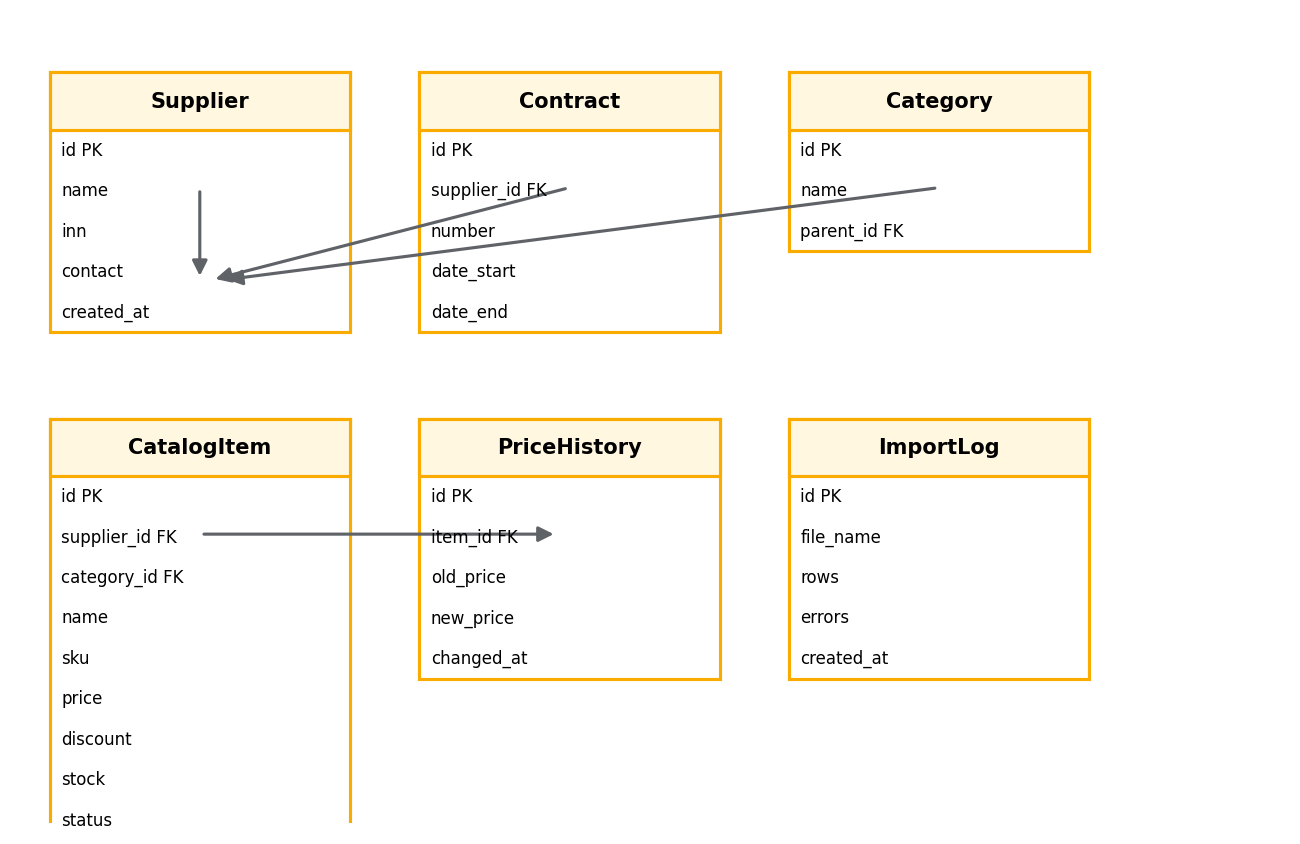 Supplier
id PK
name
inn
contact
created_at
Contract
id PK
supplier_id FK
number
date_start
date_end
Category
id PK
name
parent_id FK
CatalogItem
id PK
supplier_id FK
category_id FK
name
sku
price
discount
stock
status
PriceHistory
id PK
item_id FK
old_price
new_price
changed_at
ImportLog
id PK
file_name
rows
errors
created_at